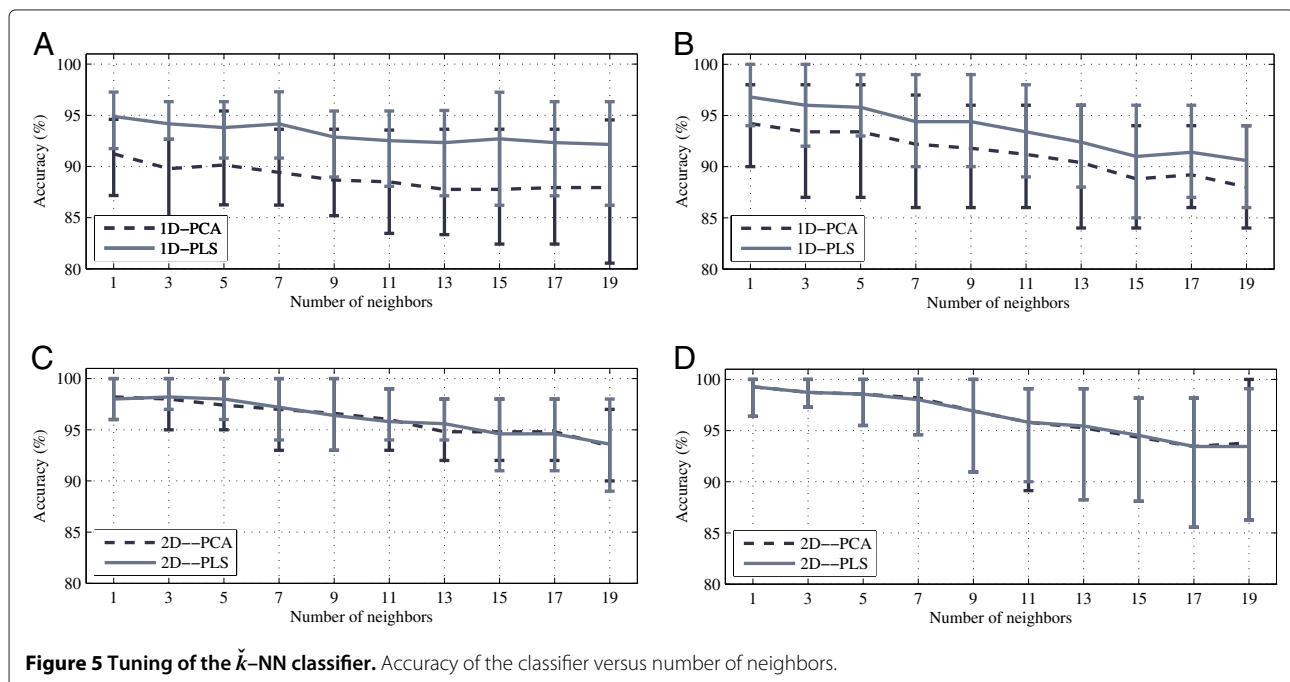 A
100
95
90
85
80
Accuracy (%)
1D–PCA
1D–PLS
1 3 5 7 9 11 13 15 17 19
Number of neighbors
B
100
95
90
85
80
Accuracy (%)
1D–PCA
1D–PLS
1 3 5 7 9 11 13 15 17 19
Number of neighbors
C
100
95
90
85
80
Accuracy (%)
2D––PCA
2D––PLS
1 3 5 7 9 11 13 15 17 19
Number of neighbors
D
100
95
90
85
80
Accuracy (%)
2D––PCA
2D––PLS
1 3 5 7 9 11 13 15 17 19
Number of neighbors
Figure 5 Tuning of the ǩ–NN classifier. Accuracy of the classifier versus number of neighbors.